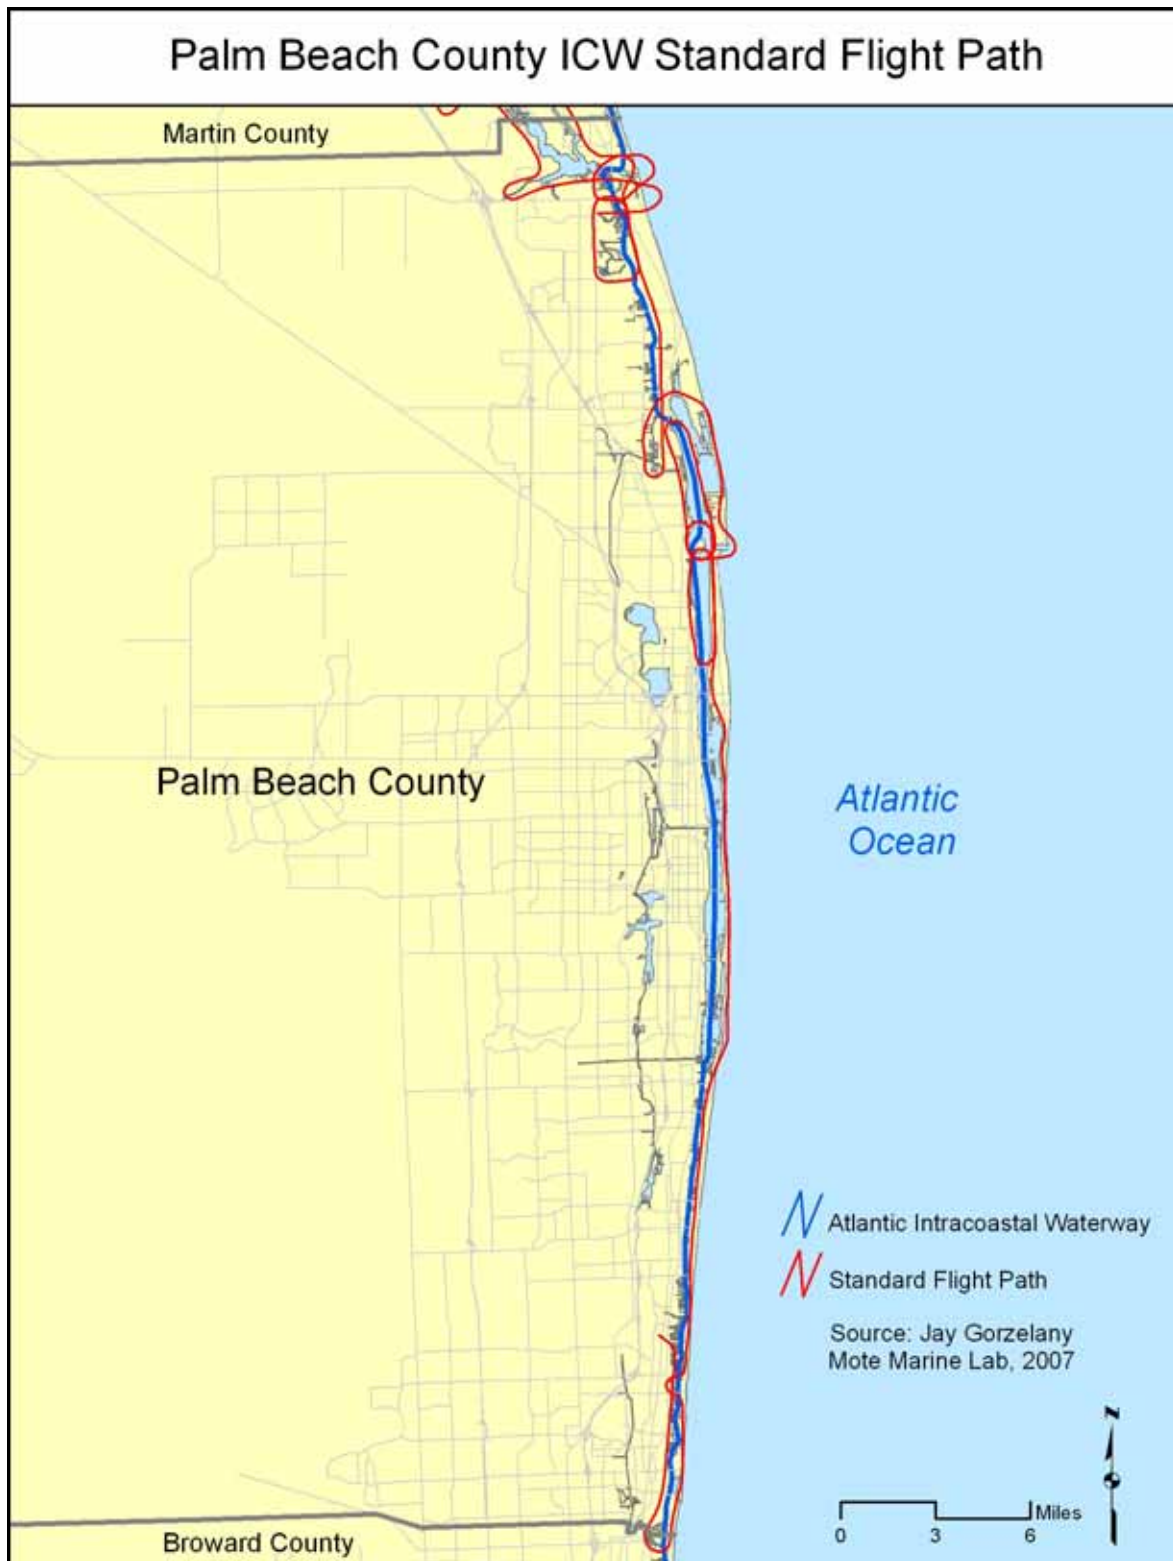 Palm Beach County ICW Standard Flight Path
Martin County
Palm Beach County
Atlantic
Ocean
Atlantic Intracoastal Waterway
Standard Flight Path
Source: Jay Gorzelany
Mote Marine Lab, 2007
N
Miles
0 3 6
Broward County